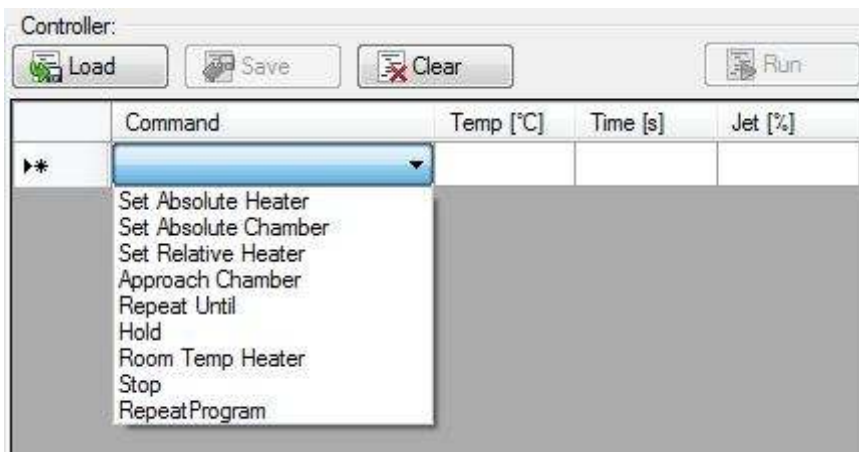 Controller:
Load Save Clear Run
Command Temp [°C] Time [s] Jet [%]
Set Absolute Heater
Set Absolute Chamber
Set Relative Heater
Approach Chamber
Repeat Until
Hold
Room Temp Heater
Stop
RepeatProgram